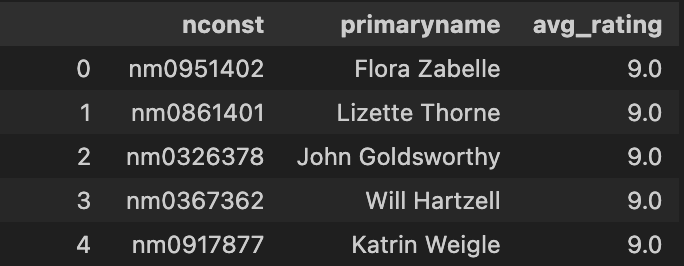 nconst primaryname avg_rating
0 nm0951402 Flora Zabelle 9.0
1 nm0861401 Lizette Thorne 9.0
2 nm0326378 John Goldsworthy 9.0
3 nm0367362 Will Hartzell 9.0
4 nm0917877 Katrin Weigle 9.0